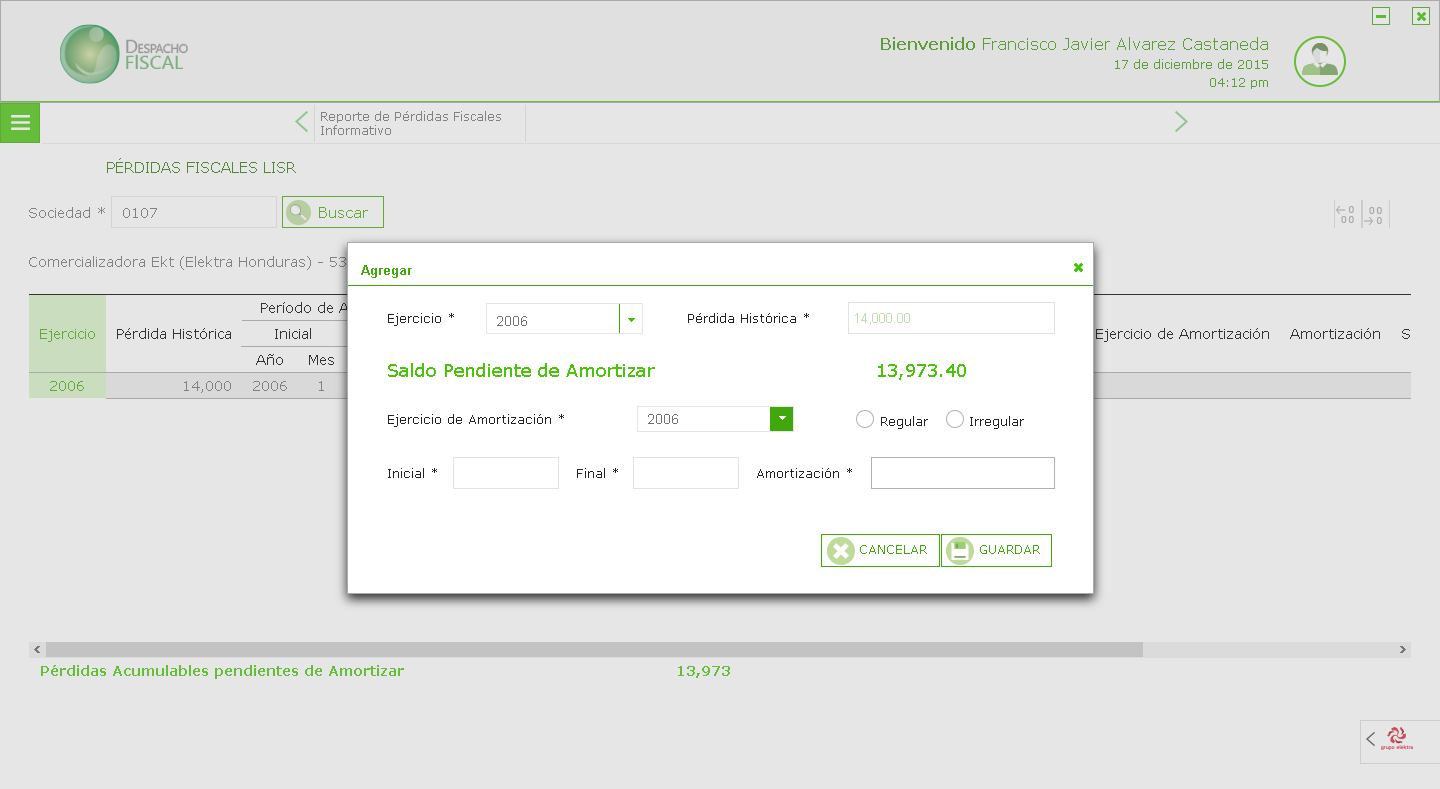 DESPACHO
FISCAL
Bienvenido Francisco Javier Alvarez Castaneda
17 de diciembre de 2015
04:12 pm
Reporte de Pérdidas Fiscales
Informativo
PÉRDIDAS FISCALES LISR
Sociedad * 0107 Buscar
←0 00
00 →0
Comercializadora Ekt (Elektra Honduras) - 53
Agregar
Ejercicio * 2006 Pérdida Histórica * 14,000.00
Saldo Pendiente de Amortizar 13,973.40
Ejercicio de Amortización * 2006 Regular Irregular
Inicial * Final * Amortización *
CANCELAR GUARDAR
Período de A
Ejercicio Pérdida Histórica Inicial Ejercicio de Amortización Amortización S
Año Mes
2006 14,000 2006 1
Pérdidas Acumulables pendientes de Amortizar 13,973
grupo elektra